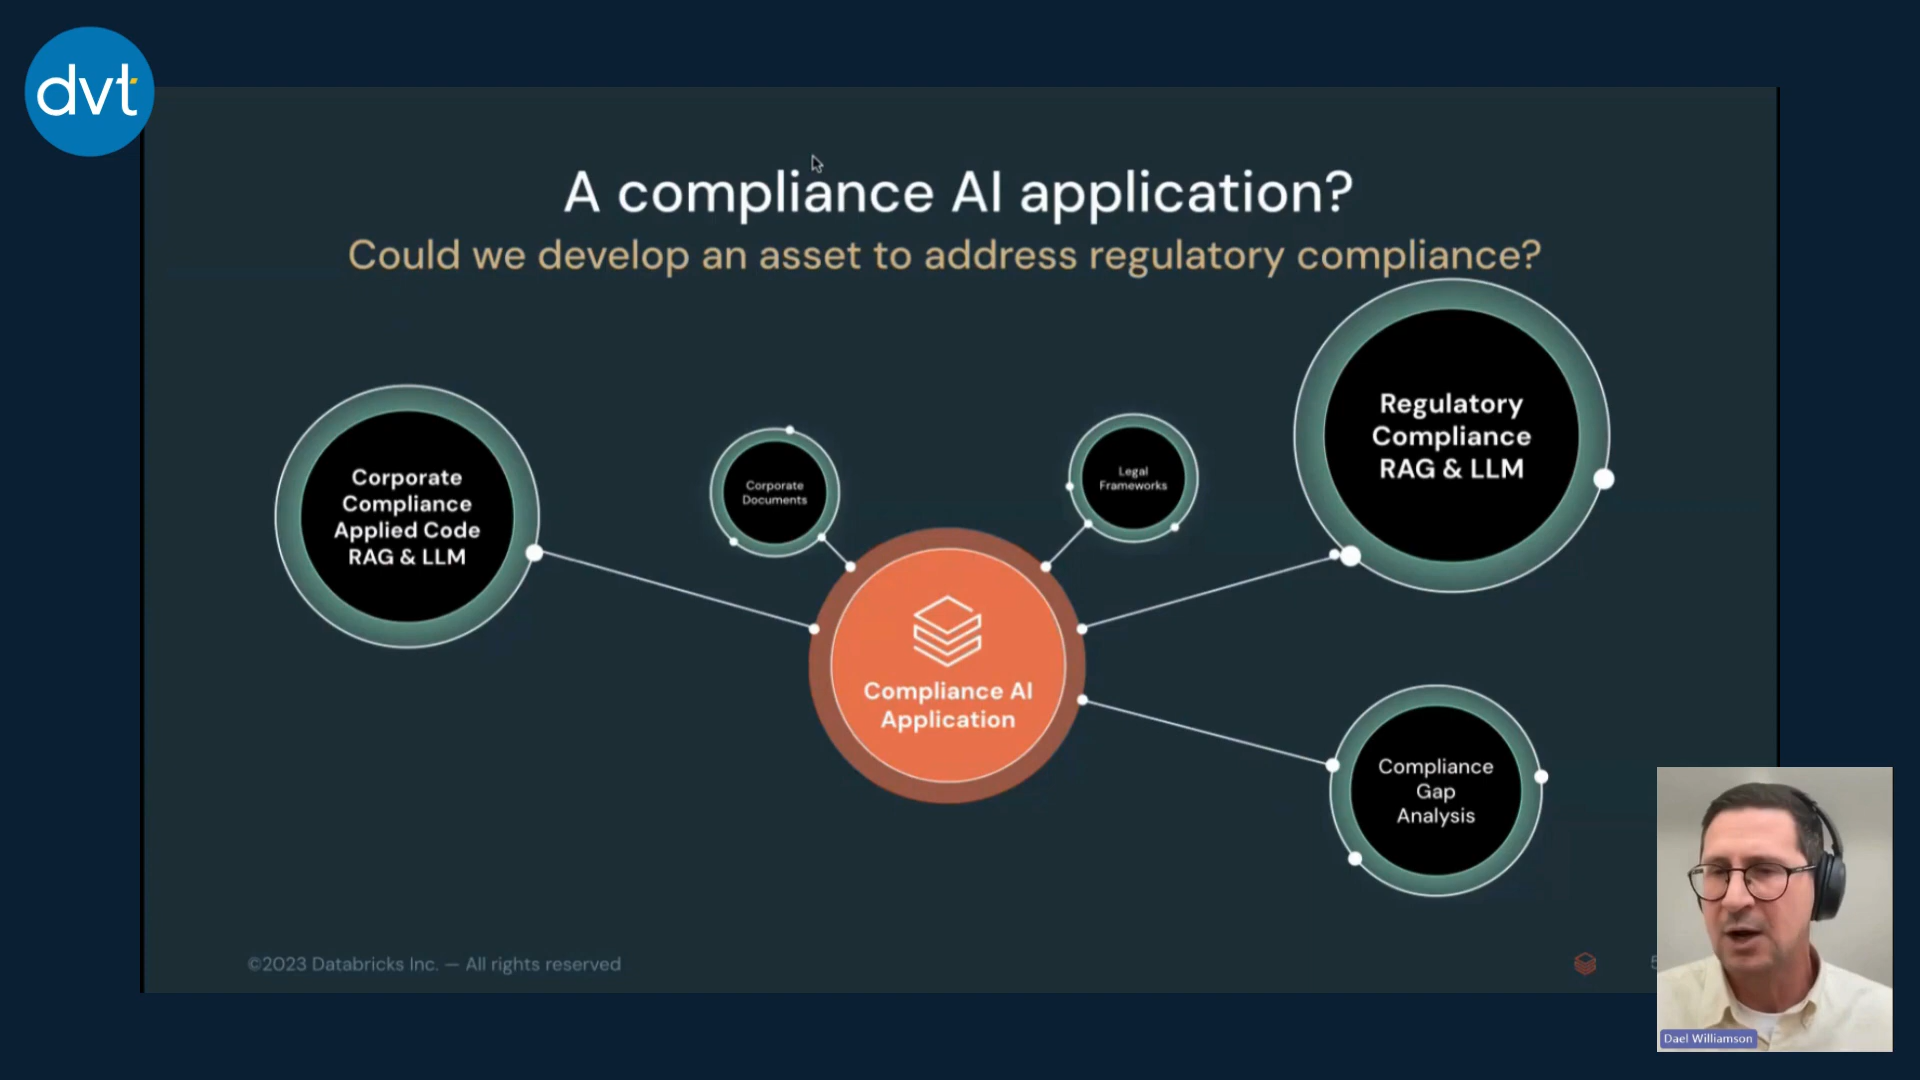 dvt
A compliance AI application?
Could we develop an asset to address regulatory compliance?
Corporate
Compliance
Applied Code
RAG & LLM
Corporate
Documents
Legal
Frameworks
Regulatory
Compliance
RAG & LLM
Compliance AI
Application
Compliance
Gap
Analysis
©2023 Databricks Inc. — All rights reserved
Dael Williamson